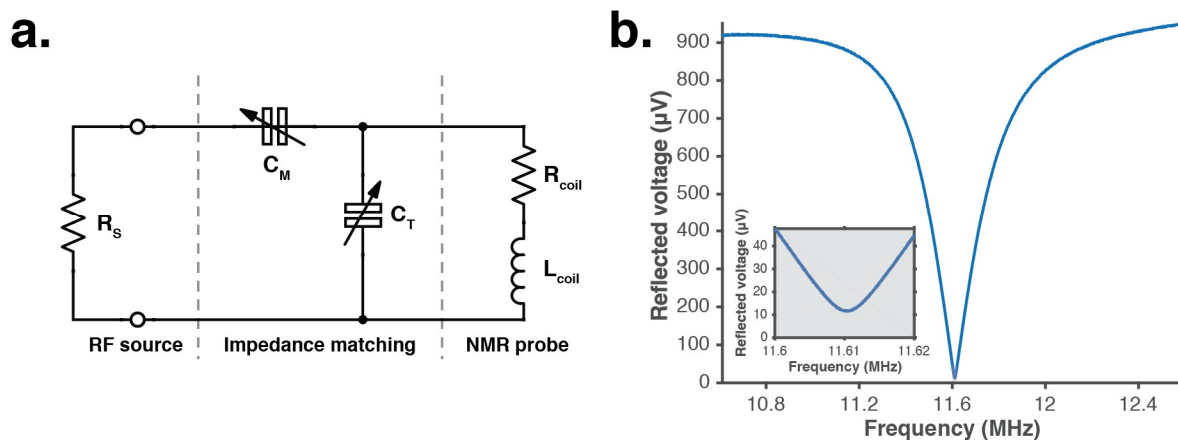 a.
C_M
C_T
R_S
R_coil
L_coil
RF source
Impedance matching
NMR probe
b.
Reflected voltage (µV)
900
800
700
600
500
400
300
200
100
0
10.8
11.2
11.6
12
12.4
Frequency (MHz)
Reflected voltage (µV)
40
30
20
10
0
11.6
11.61
11.62
Frequency (MHz)